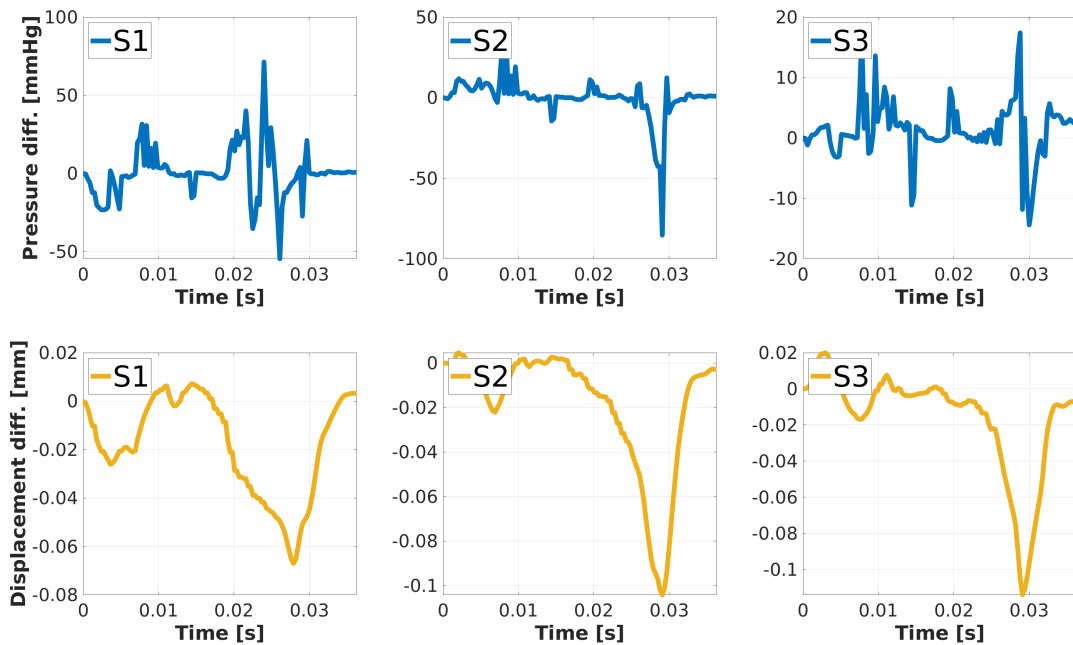 Pressure diff. [mmHg]
100
50
0
-50
S1
0 0.01 0.02 0.03
Time [s]
50
0
-50
-100
S2
0 0.01 0.02 0.03
Time [s]
20
10
0
-10
-20
S3
0 0.01 0.02 0.03
Time [s]
Displacement diff. [mm]
0.02
0
-0.02
-0.04
-0.06
-0.08
S1
0 0.01 0.02 0.03
Time [s]
0
-0.02
-0.04
-0.06
-0.08
-0.1
S2
0 0.01 0.02 0.03
Time [s]
0.02
0
-0.02
-0.04
-0.06
-0.08
-0.1
S3
0 0.01 0.02 0.03
Time [s]